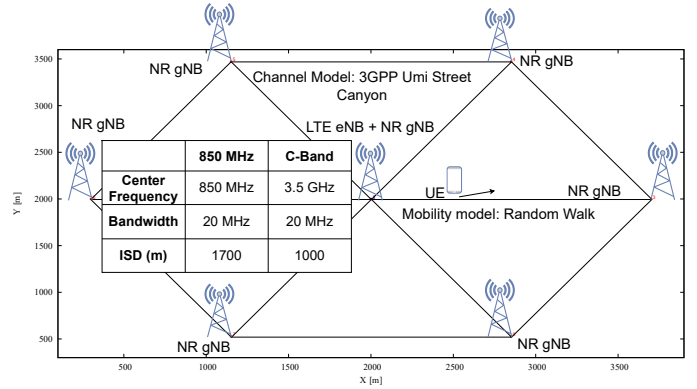 3500
3000
2500
2000
1500
1000
500
Y [m]
500
1000
1500
2000
2500
3000
3500
X [m]
NR gNB
NR gNB
Channel Model: 3GPP Umi Street
Canyon
NR gNB
LTE eNB + NR gNB
850 MHz C-Band
Center
Frequency 850 MHz 3.5 GHz
Bandwidth 20 MHz 20 MHz
ISD (m) 1700 1000
UE
NR gNB
Mobility model: Random Walk
NR gNB
NR gNB